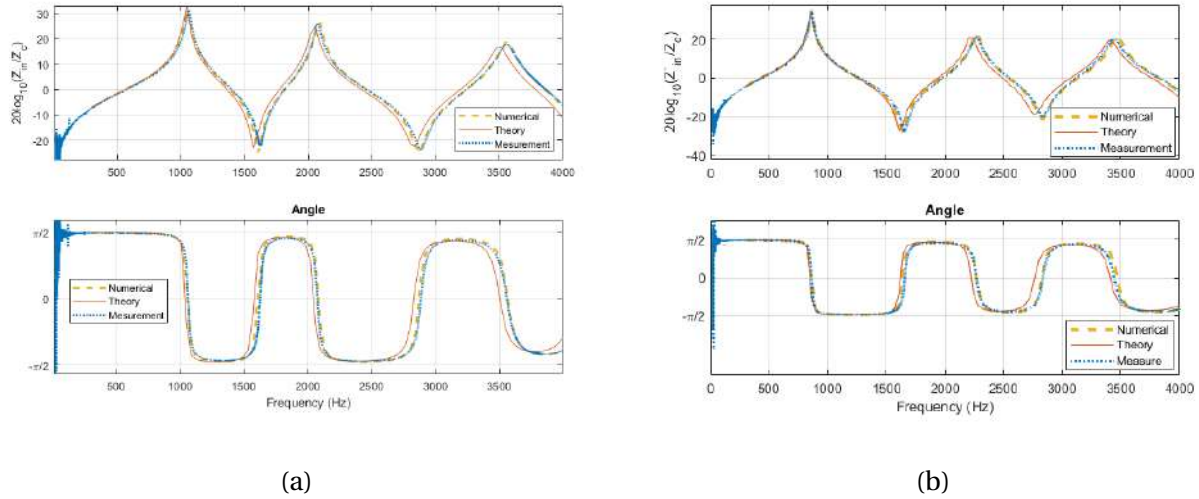 20log10(Zin/Zc)
30
20
10
0
-10
-20
Numerical
Theory
Mesurement
500 1000 1500 2000 2500 3000 3500 4000
Angle
π/2
0
-π/2
Numerical
Theory
Mesurement
500 1000 1500 2000 2500 3000 3500 4000
Frequency (Hz)
(a)
20log10(Zin/Zc)
20
0
-20
-40
Numerical
Theory
Measurement
0 500 1000 1500 2000 2500 3000 3500 4000
Angle
π/2
0
-π/2
Numerical
Theory
Measure
0 500 1000 1500 2000 2500 3000 3500 4000
Frequency (Hz)
(b)